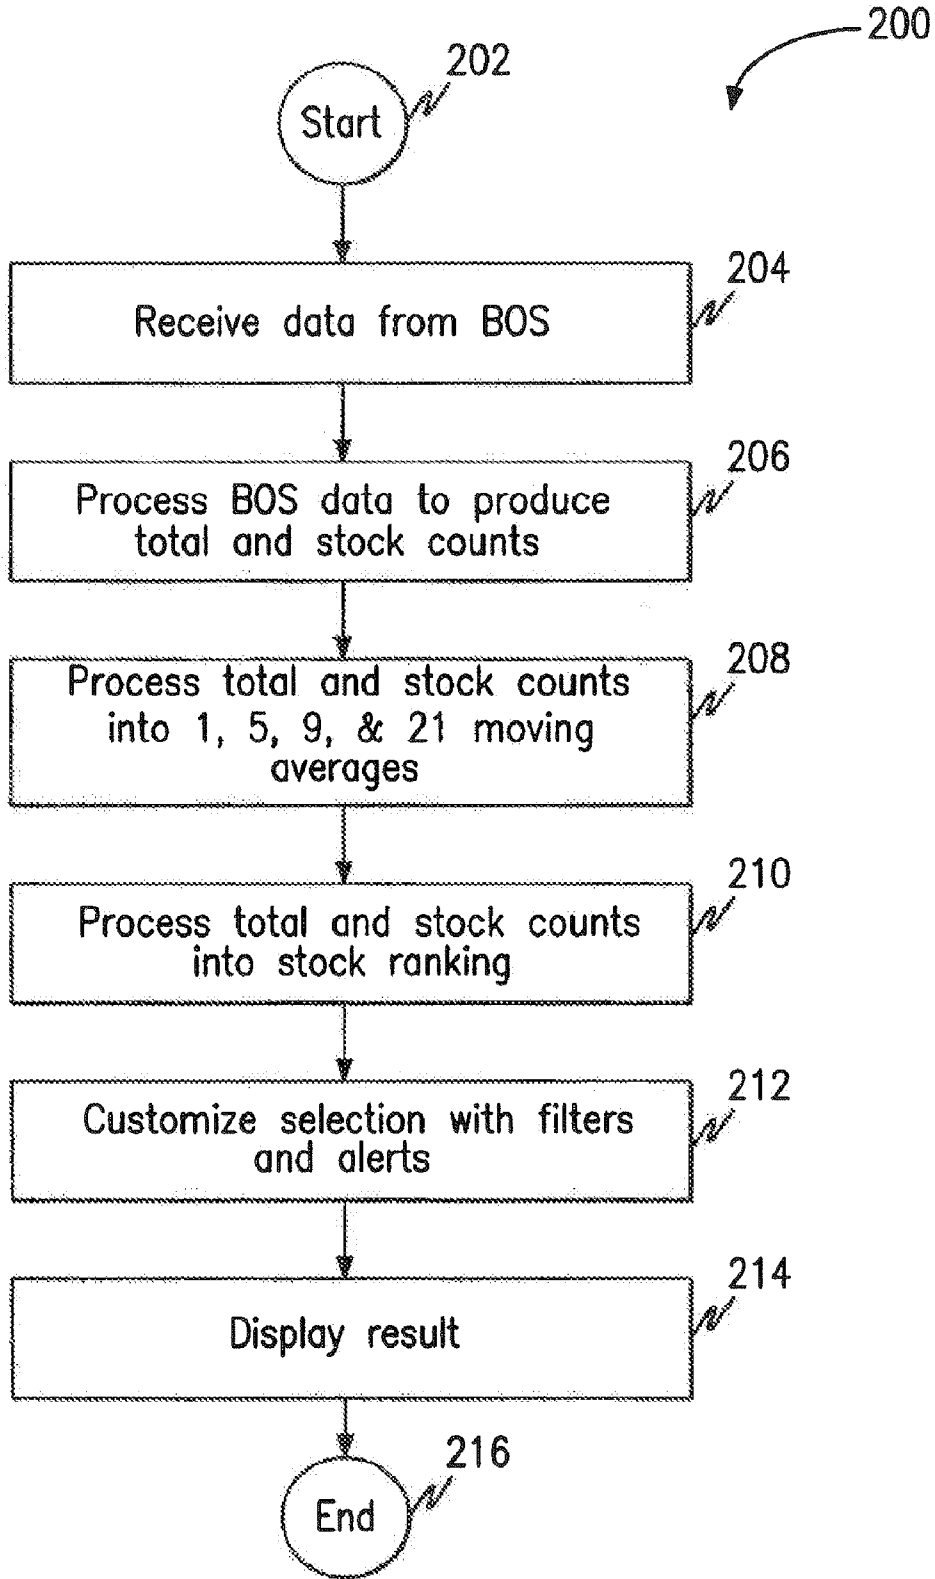 200
202
Start
204
Receive data from BOS
206
Process BOS data to produce
total and stock counts
208
Process total and stock counts
into 1, 5, 9, & 21 moving
averages
210
Process total and stock counts
into stock ranking
212
Customize selection with filters
and alerts
214
Display result
216
End